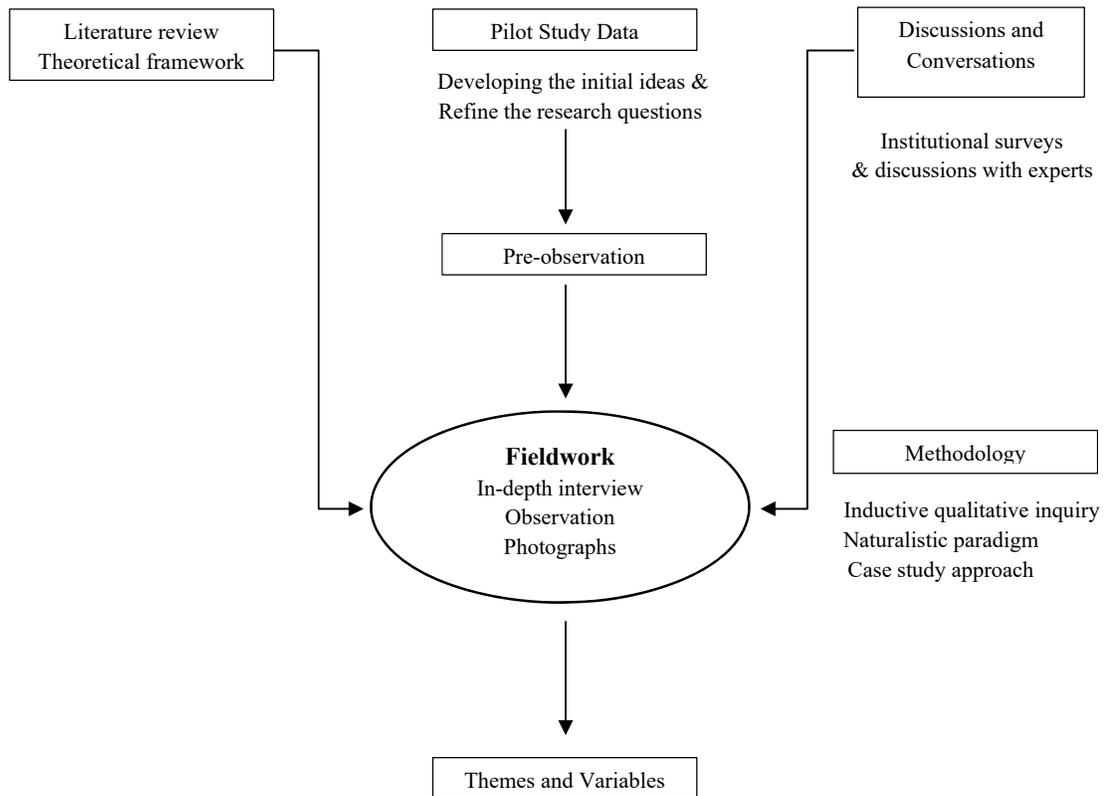 Literature review
Theoretical framework
Pilot Study Data
Developing the initial ideas &
Refine the research questions
Discussions and
Conversations
Institutional surveys
& discussions with experts
Pre-observation
Fieldwork
In-depth interview
Observation
Photographs
Methodology
Inductive qualitative inquiry
Naturalistic paradigm
Case study approach
Themes and Variables